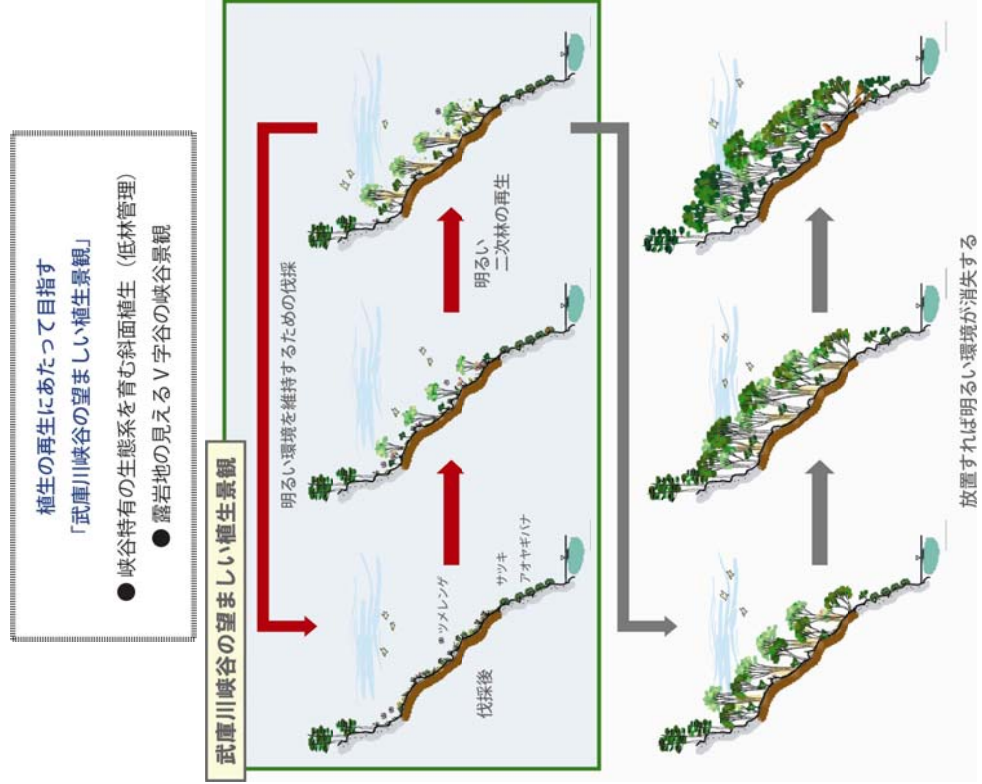 植生の再生にあたって目指す
「武庫川峡谷の望ましい植生景観」
● 峡谷特有の生態系を育む斜面植生（低林管理）
● 露岩地の見えるV字谷の峡谷景観
武庫川峡谷の望ましい植生景観
明るい環境を維持するための伐採
＊ツメレンゲ
サツキ
アオヤギバナ
伐採後
明るい
二次林の再生
放置すれば明るい環境が消失する